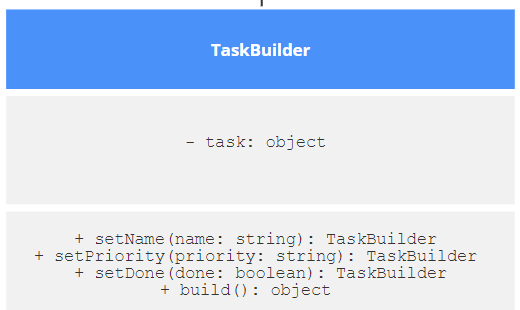 TaskBuilder
- task: object
+ setName(name: string): TaskBuilder
+ setPriority(priority: string): TaskBuilder
+ setDone(done: boolean): TaskBuilder
+ build(): object